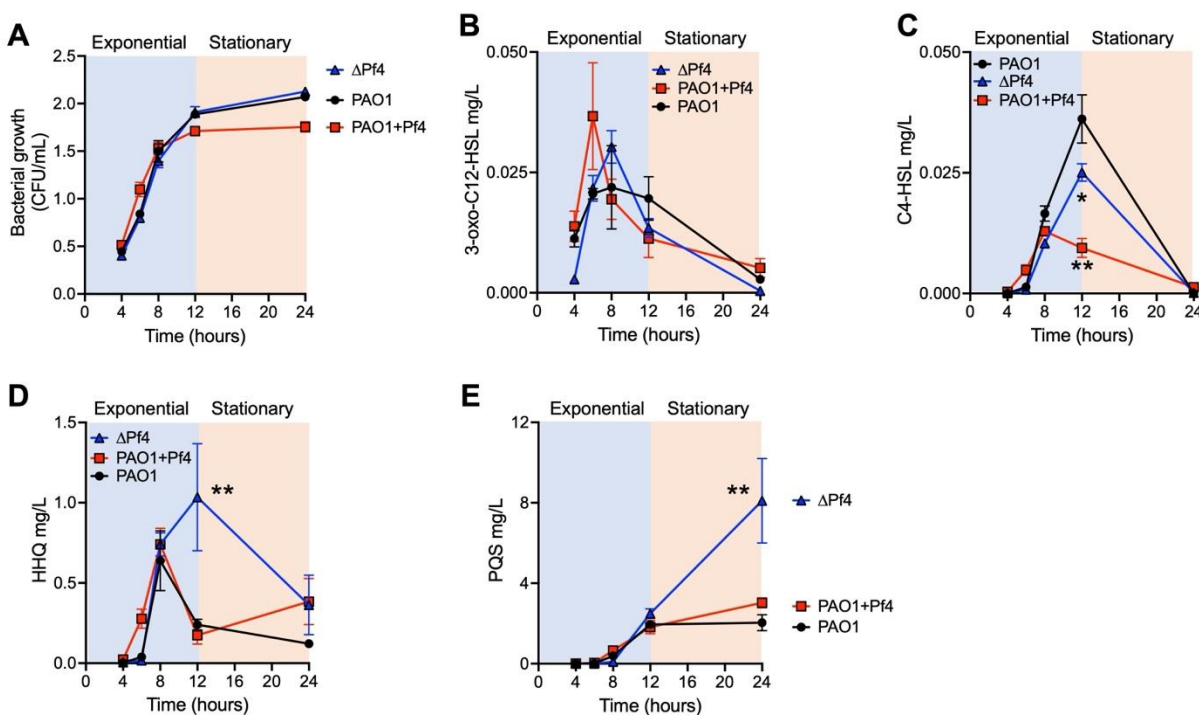 A
Exponential Stationary
Bacterial growth
(CFU/mL)
2.5
2.0
1.5
1.0
0.5
0.0
0 4 8 12 16 20 24
Time (hours)
ΔPf4
PAO1
PAO1+Pf4
B
Exponential Stationary
3-oxo-C12-HSL mg/L
0.050
0.025
0.000
0 4 8 12 16 20 24
Time (hours)
ΔPf4
PAO1+Pf4
PAO1
C
Exponential Stationary
C4-HSL mg/L
0.050
0.025
0.000
0 4 8 12 16 20 24
Time (hours)
PAO1
ΔPf4
PAO1+Pf4
*
**
D
Exponential Stationary
HHQ mg/L
1.5
1.0
0.5
0.0
0 4 8 12 16 20 24
Time (hours)
ΔPf4
PAO1+Pf4
PAO1
**
E
Exponential Stationary
PQS mg/L
12
8
4
0
0 4 8 12 16 20 24
Time (hours)
**
ΔPf4
PAO1+Pf4
PAO1